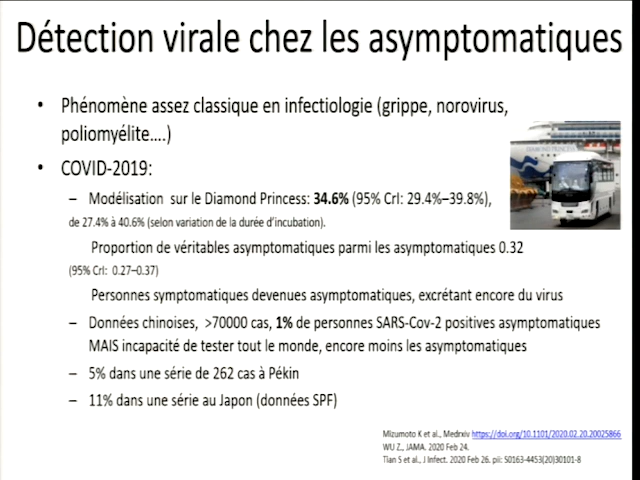 Détection virale chez les asymptomatiques
• Phénomène assez classique en infectiologie (grippe, norovirus,
poliomyélite....)
• COVID-2019:
– Modélisation sur le Diamond Princess: 34.6% (95% CrI: 29.4%–39.8%),
de 27.4% à 40.6% (selon variation de la durée d'incubation).
Proportion de véritables asymptomatiques parmi les asymptomatiques 0.32
(95% CrI: 0.27–0.37)
Personnes symptomatiques devenues asymptomatiques, excrétant encore du virus
– Données chinoises, >70000 cas, 1% de personnes SARS-Cov-2 positives asymptomatiques
MAIS incapacité de tester tout le monde, encore moins les asymptomatiques
– 5% dans une série de 262 cas à Pékin
– 11% dans une série au Japon (données SPF)
Mizumoto K et al., Medrxiv https://doi.org/10.1101/2020.02.20.20025866
WU Z., JAMA. 2020 Feb 24.
Tian S et al., J Infect. 2020 Feb 26. pii: S0163-4453(20)30101-8
DIAMOND PRINCESS